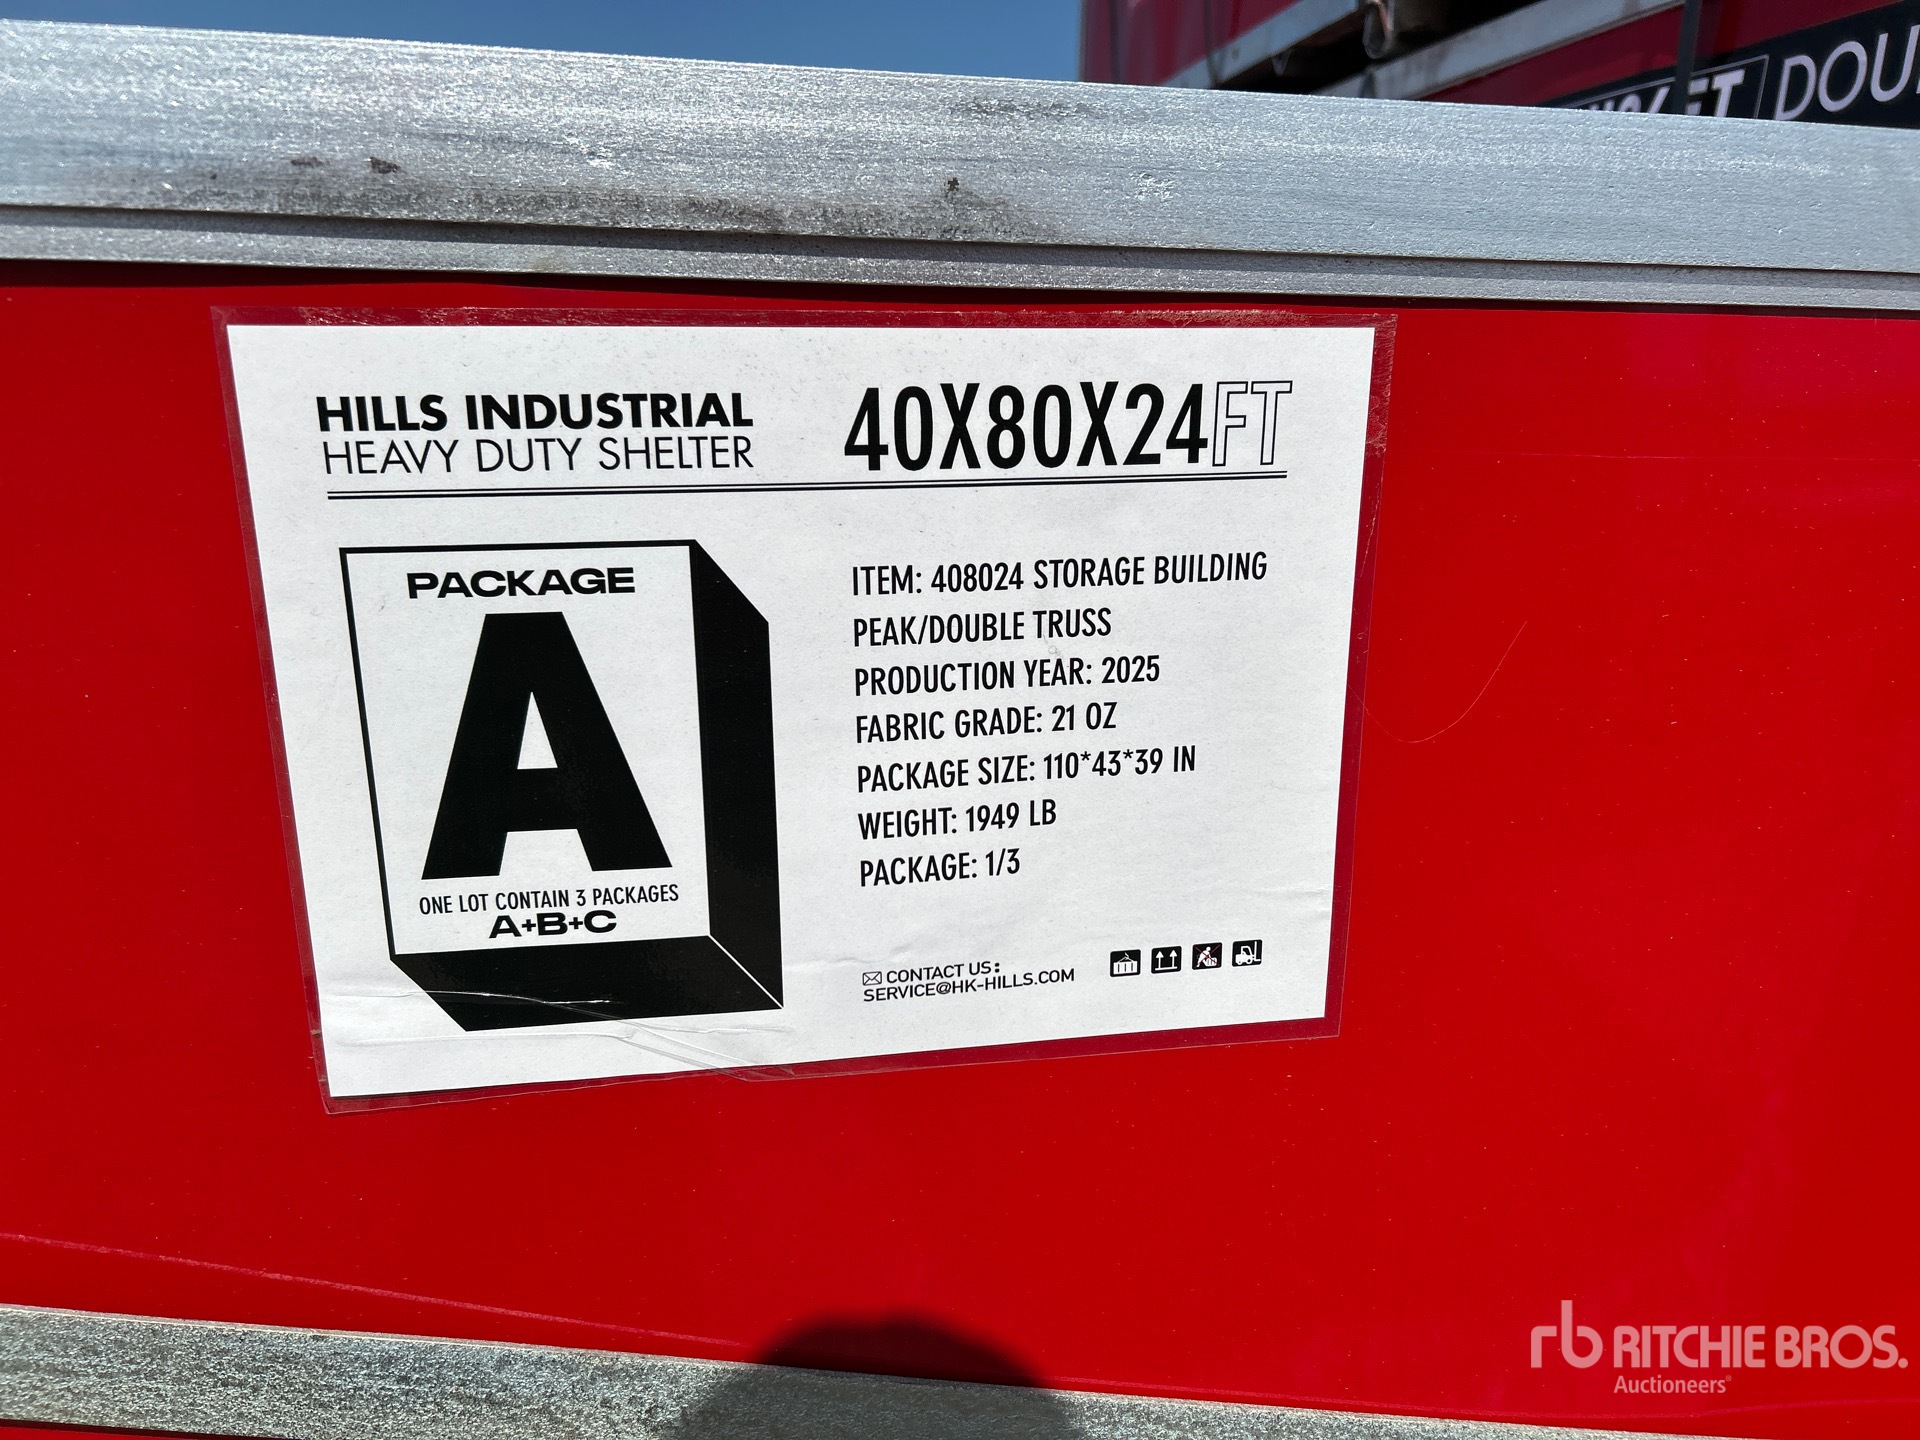 DOU
HILLS INDUSTRIAL
HEAVY DUTY SHELTER
40X80X24FT
PACKAGE
A
ONE LOT CONTAIN 3 PACKAGES
A+B+C
ITEM: 408024 STORAGE BUILDING
PEAK/DOUBLE TRUSS
PRODUCTION YEAR: 2025
FABRIC GRADE: 21 OZ
PACKAGE SIZE: 110*43*39 IN
WEIGHT: 1949 LB
PACKAGE: 1/3
CONTACT US:
SERVICE@HK-HILLS.COM
rb RITCHIE BROS.
Auctioneers®